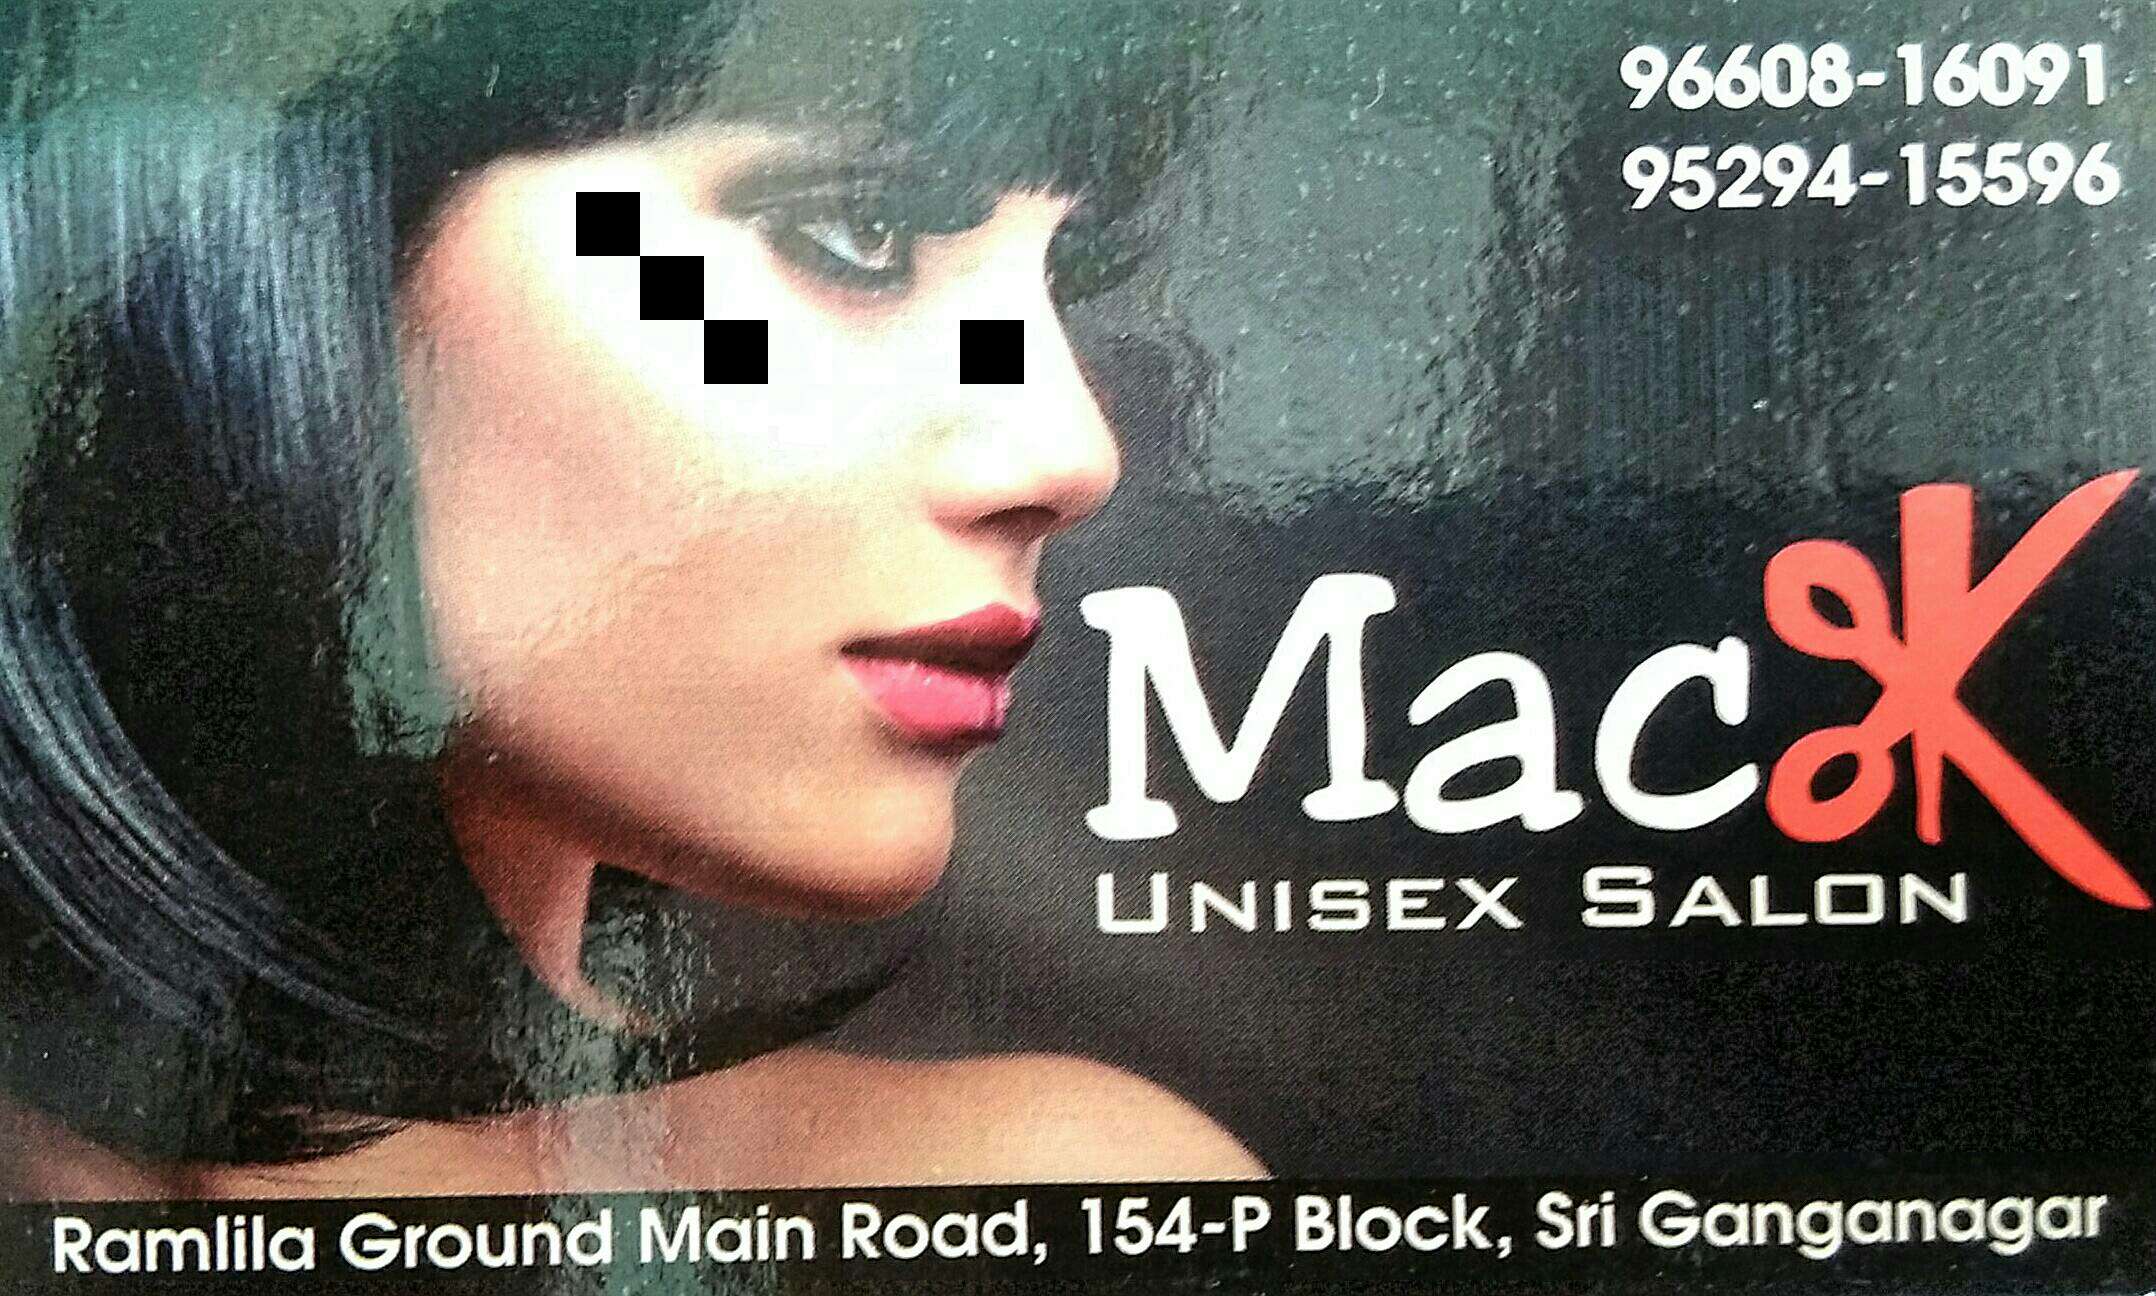 96608-16091
95294-15596
MacK
UNISEX SALON
Ramlila Ground Main Road, 154-P Block, Sri Ganganagar